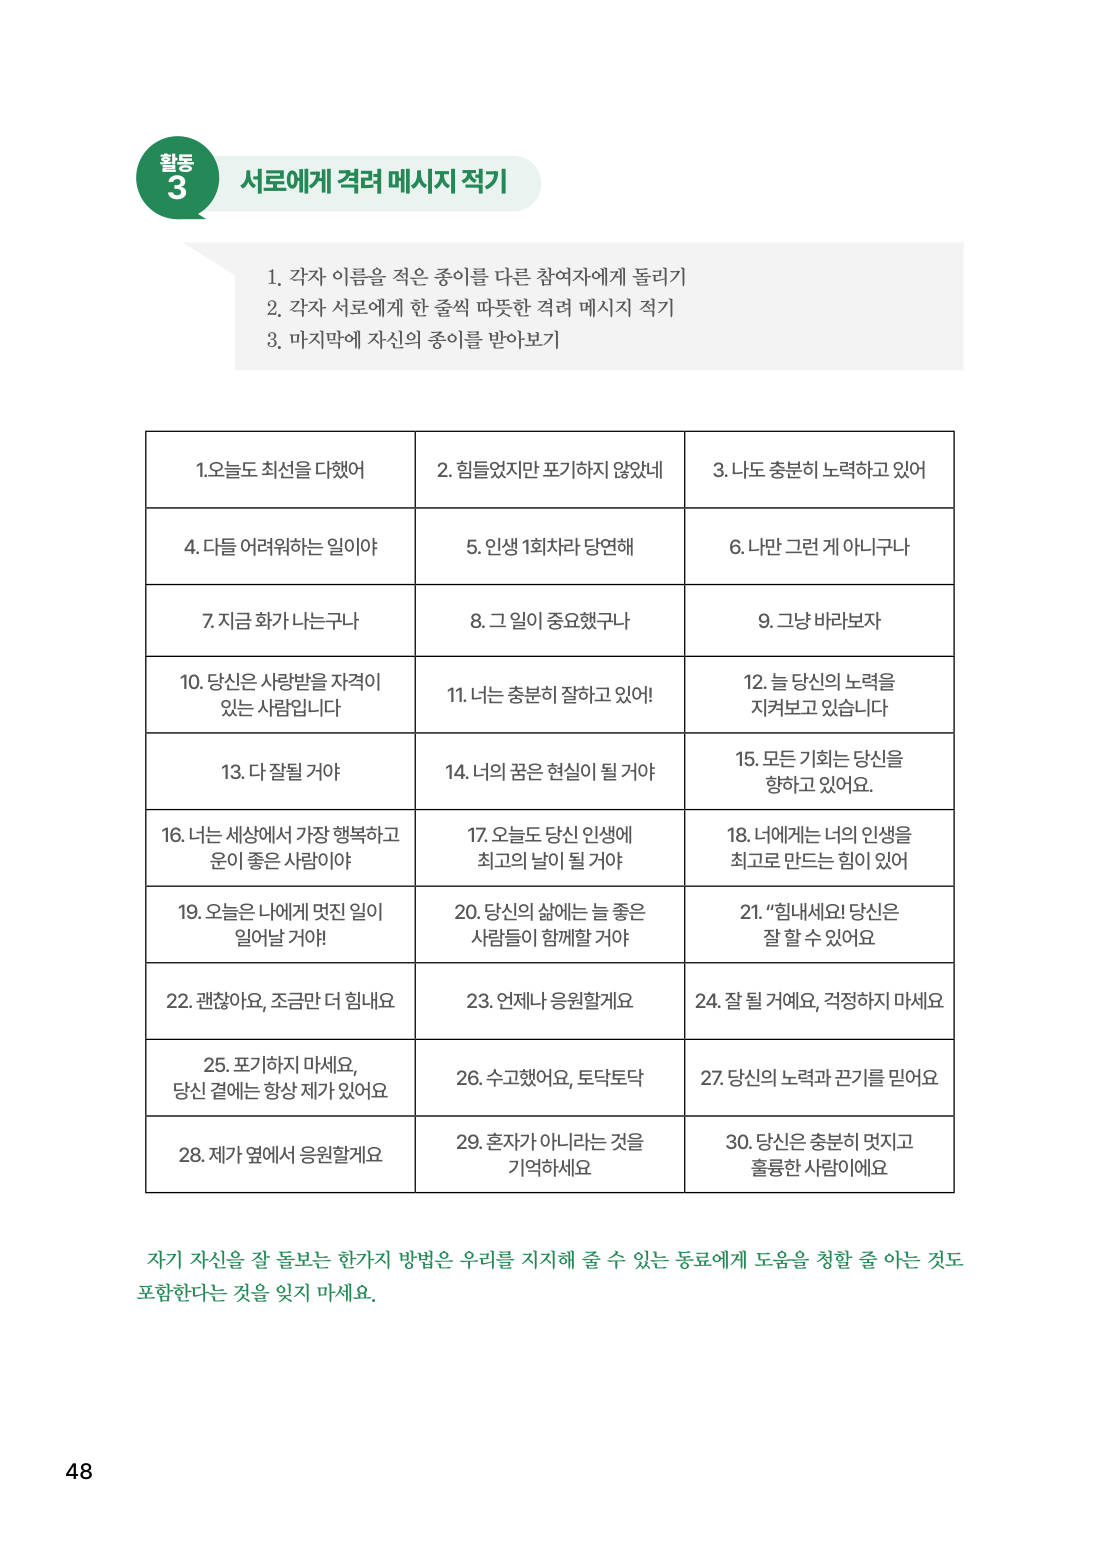 활동
3
서로에게 격려 메시지 적기
1. 각자 이름을 적은 종이를 다른 참여자에게 돌리기
2. 각자 서로에게 한 줄씩 따뜻한 격려 메시지 적기
3. 마지막에 자신의 종이를 받아보기
1.오늘도 최선을 다했어
2. 힘들었지만 포기하지 않았네
3. 나도 충분히 노력하고 있어
4. 다들 어려워하는 일이야
5. 인생 1회차라 당연해
6. 나만 그런 게 아니구나
7. 지금 화가 나는구나
8. 그 일이 중요했구나
9. 그냥 바라보자
10. 당신은 사랑받을 자격이
있는 사람입니다
11. 너는 충분히 잘하고 있어!
12. 늘 당신의 노력을
지켜보고 있습니다
13. 다 잘될 거야
14. 너의 꿈은 현실이 될 거야
15. 모든 기회는 당신을
향하고 있어요.
16. 너는 세상에서 가장 행복하고
운이 좋은 사람이야
17. 오늘도 당신 인생에
최고의 날이 될 거야
18. 너에게는 너의 인생을
최고로 만드는 힘이 있어
19. 오늘은 나에게 멋진 일이
일어날 거야!
20. 당신의 삶에는 늘 좋은
사람들이 함께할 거야
21. “힘내세요! 당신은
잘 할 수 있어요
22. 괜찮아요, 조금만 더 힘내요
23. 언제나 응원할게요
24. 잘 될 거예요, 걱정하지 마세요
25. 포기하지 마세요,
당신 곁에는 항상 제가 있어요
26. 수고했어요, 토닥토닥
27. 당신의 노력과 끈기를 믿어요
28. 제가 옆에서 응원할게요
29. 혼자가 아니라는 것을
기억하세요
30. 당신은 충분히 멋지고
훌륭한 사람이에요
자기 자신을 잘 돌보는 한가지 방법은 우리를 지지해 줄 수 있는 동료에게 도움을 청할 줄 아는 것도
포함한다는 것을 잊지 마세요.
48